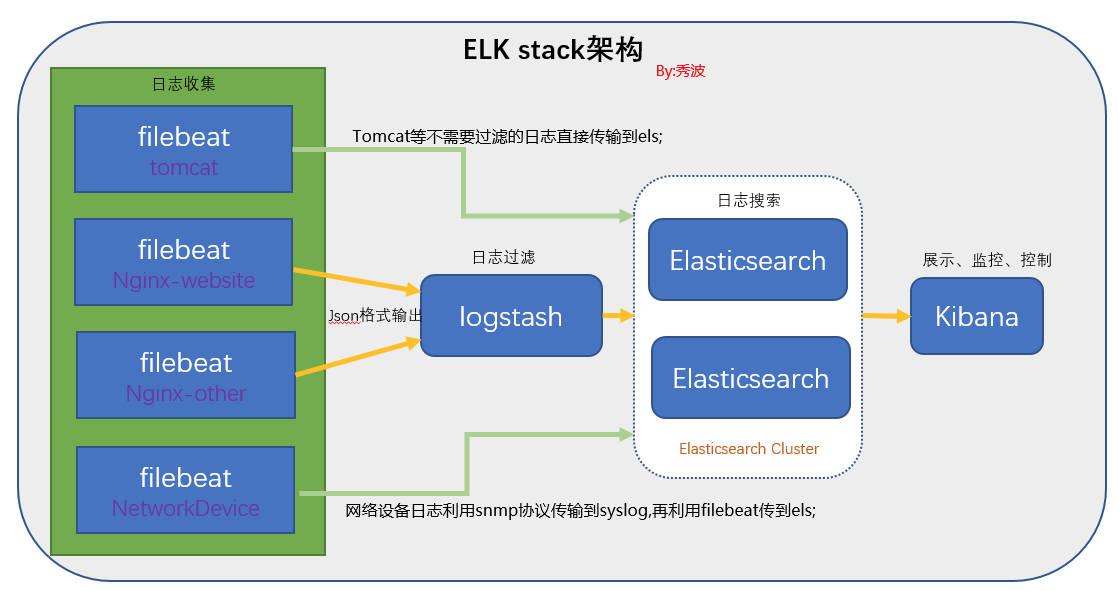 ELK stack架构
By:秀波
日志收集
filebeat
tomcat
Tomcat等不需要过滤的日志直接传输到els;
filebeat
Nginx-website
日志过滤
logstash
Json格式输出
filebeat
Nginx-other
filebeat
NetworkDevice
网络设备日志利用snmp协议传输到syslog,再利用filebeat传到els;
日志搜索
Elasticsearch
Elasticsearch
Elasticsearch Cluster
展示、监控、控制
Kibana